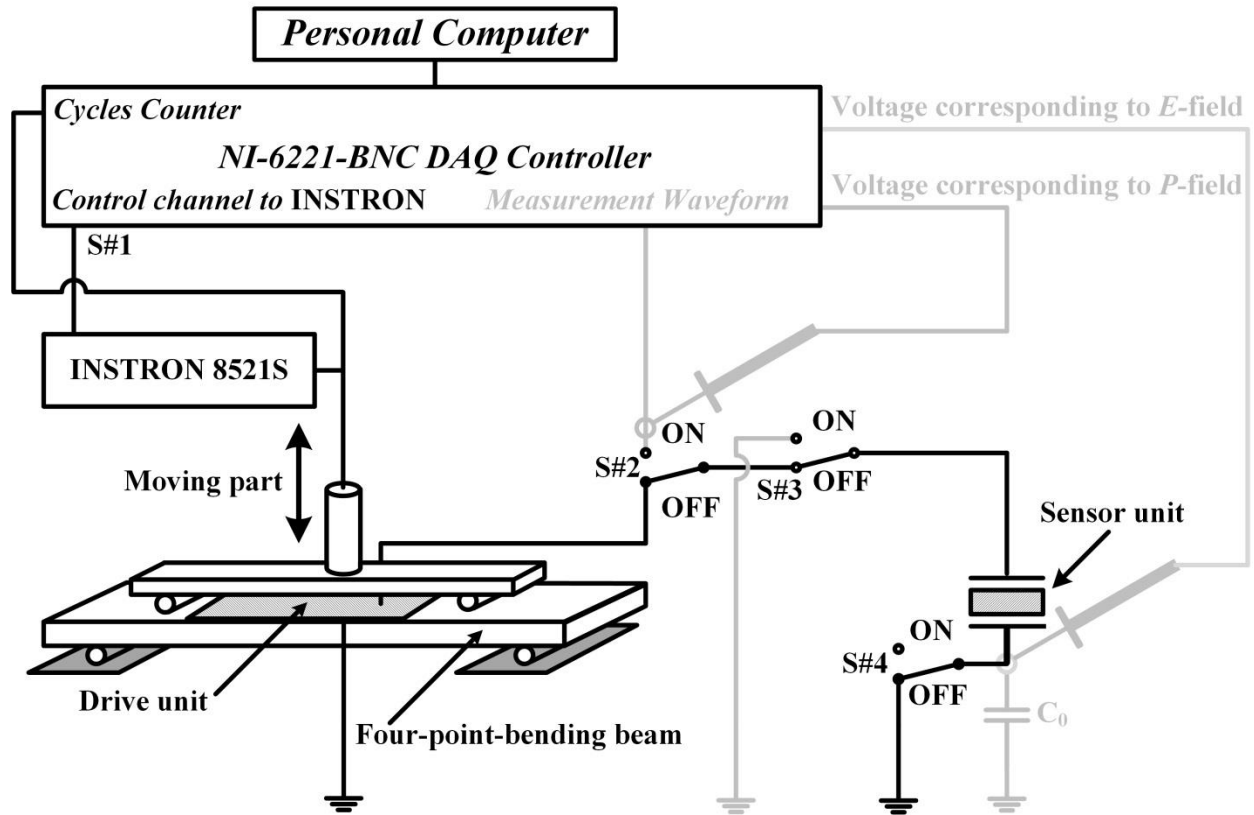 Personal Computer
Cycles Counter
NI-6221-BNC DAQ Controller
Control channel to INSTRON
Measurement Waveform
Voltage corresponding to E-field
Voltage corresponding to P-field
S#1
INSTRON 8521S
Moving part
ON
S#2
OFF
ON
S#3
OFF
Sensor unit
ON
S#4
OFF
C0
Drive unit
Four-point-bending beam